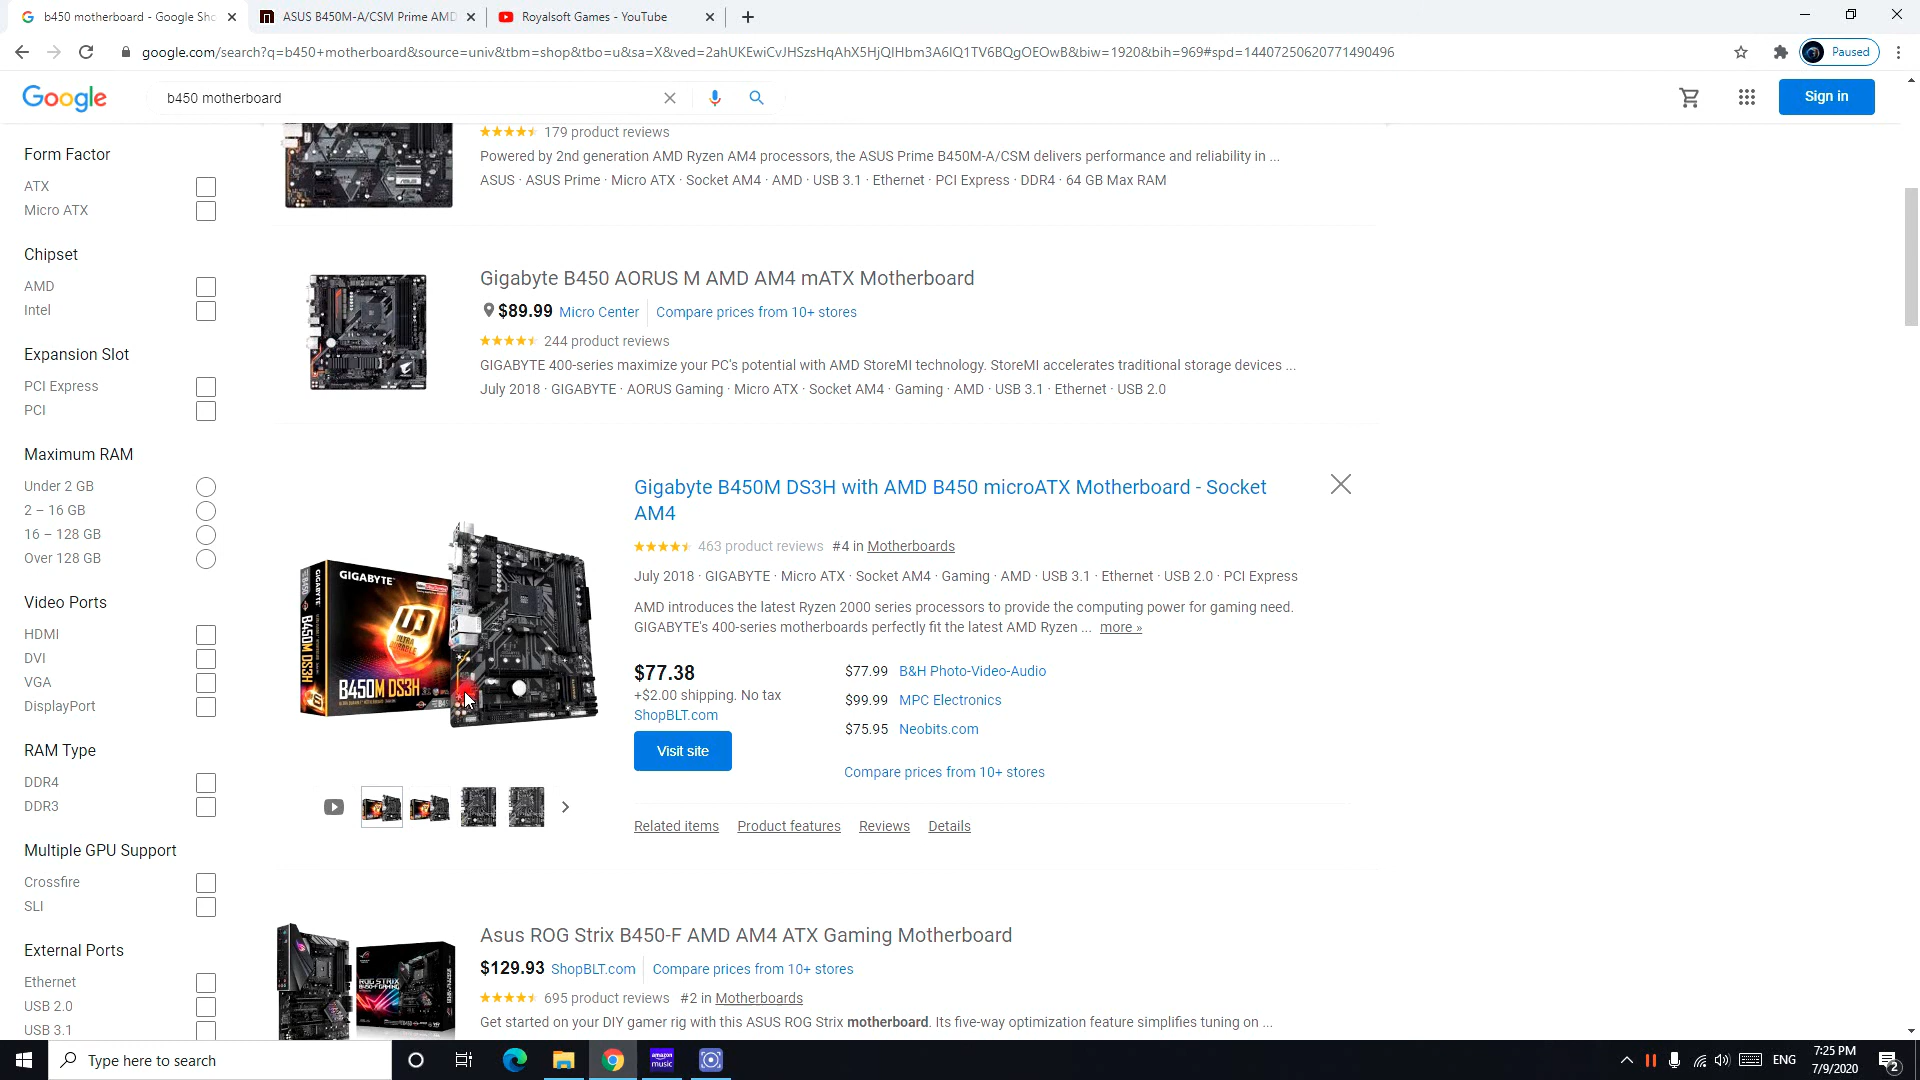 b450 motherboard - Google Sho
ASUS B450M-A/CSM Prime AMD
Royalsoft Games - YouTube
google.com/search?q=b450+motherboard&source=univ&tbm=shop&tbo=u&sa=X&ved=2ahUKEwiCvJHSzsHqAhX5HjQIHbm3A6IQ1TV6BQgOEOwB&biw=1920&bih=969#spd=14407250620771490496
Paused
Google
b450 motherboard
Sign in
Form Factor
ATX
Micro ATX
Chipset
AMD
Intel
Expansion Slot
PCI Express
PCI
Maximum RAM
Under 2 GB
2 – 16 GB
16 – 128 GB
Over 128 GB
Video Ports
HDMI
DVI
VGA
DisplayPort
RAM Type
DDR4
DDR3
Multiple GPU Support
Crossfire
SLI
External Ports
Ethernet
USB 2.0
USB 3.1
179 product reviews
Powered by 2nd generation AMD Ryzen AM4 processors, the ASUS Prime B450M-A/CSM delivers performance and reliability in ...
ASUS · ASUS Prime · Micro ATX · Socket AM4 · AMD · USB 3.1 · Ethernet · PCI Express · DDR4 · 64 GB Max RAM
Gigabyte B450 AORUS M AMD AM4 mATX Motherboard
$89.99 Micro Center Compare prices from 10+ stores
244 product reviews
GIGABYTE 400-series maximize your PC's potential with AMD StoreMI technology. StoreMI accelerates traditional storage devices ...
July 2018 · GIGABYTE · AORUS Gaming · Micro ATX · Socket AM4 · Gaming · AMD · USB 3.1 · Ethernet · USB 2.0
GIGABYTE
ULTRA DURABLE
B450M DS3H
B450M DS3H
Gigabyte B450M DS3H with AMD B450 microATX Motherboard - Socket
AM4
463 product reviews #4 in Motherboards
July 2018 · GIGABYTE · Micro ATX · Socket AM4 · Gaming · AMD · USB 3.1 · Ethernet · USB 2.0 · PCI Express
AMD introduces the latest Ryzen 2000 series processors to provide the computing power for gaming need.
GIGABYTE's 400-series motherboards perfectly fit the latest AMD Ryzen ... more »
$77.38
+$2.00 shipping. No tax
ShopBLT.com
Visit site
$77.99 B&H Photo-Video-Audio
$99.99 MPC Electronics
$75.95 Neobits.com
Compare prices from 10+ stores
Related items Product features Reviews Details
Asus ROG Strix B450-F AMD AM4 ATX Gaming Motherboard
$129.93 ShopBLT.com Compare prices from 10+ stores
695 product reviews #2 in Motherboards
Get started on your DIY gamer rig with this ASUS ROG Strix motherboard. Its five-way optimization feature simplifies tuning on ...
ROG STRIX
Type here to search
amazon
music
ENG
7:25 PM
7/9/2020
2